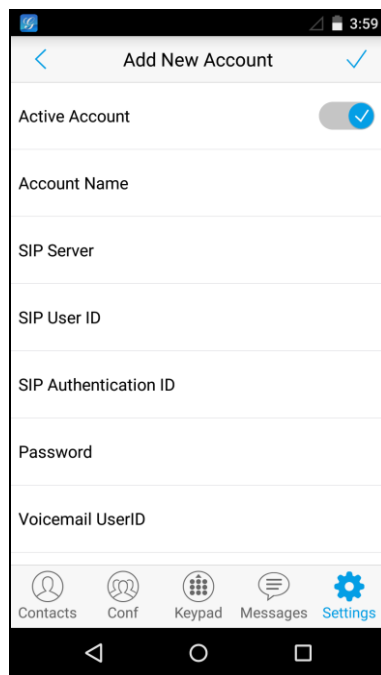 3:59
Add New Account
Active Account
Account Name
SIP Server
SIP User ID
SIP Authentication ID
Password
Voicemail UserID
Contacts Conf Keypad Messages Settings